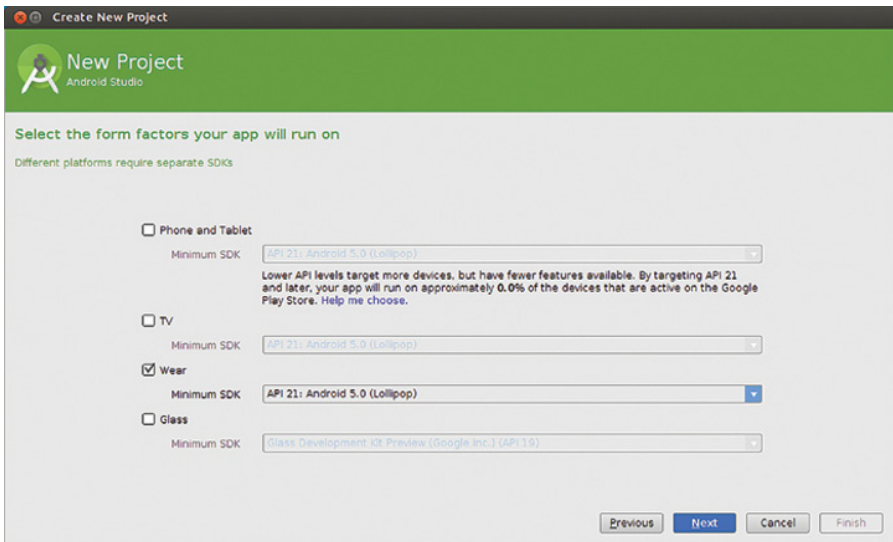 Create New Project
New Project
Android Studio
Select the form factors your app will run on
Different platforms require separate SDKs
Phone and Tablet
Minimum SDK API 21: Android 5.0 (Lollipop)
Lower API levels target more devices, but have fewer features available. By targeting API 21
and later, your app will run on approximately 0.0% of the devices that are active on the Google
Play Store. Help me choose.
TV
Minimum SDK API 21: Android 5.0 (Lollipop)
Wear
Minimum SDK API 21: Android 5.0 (Lollipop)
Glass
Minimum SDK Glass Development Kit Preview (Google Inc.) (API 19)
Previous Next Cancel Finish